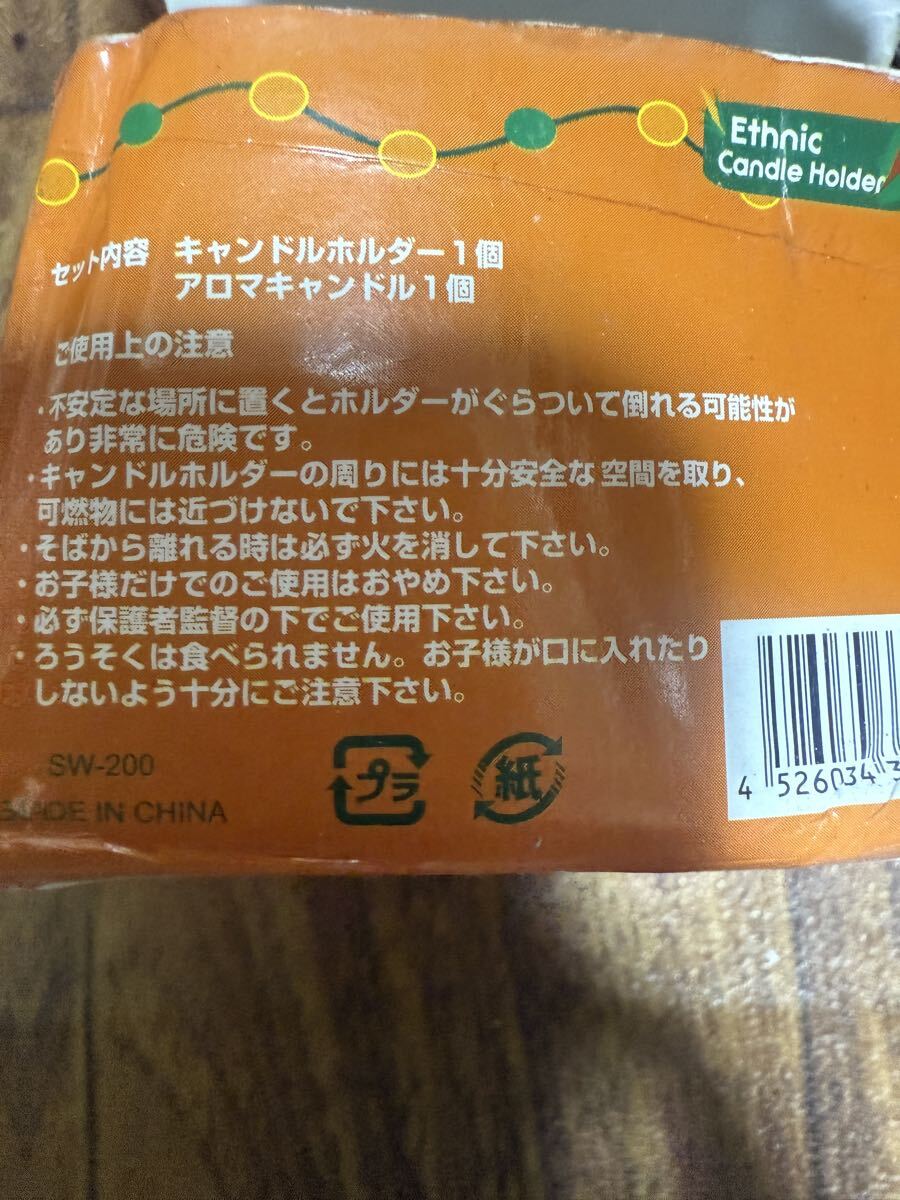 Ethnic
Candle Holder
セット内容 キャンドルホルダー1個
アロマキャンドル1個
ご使用上の注意
・不安定な場所に置くとホルダーがぐらついて倒れる可能性が
あり非常に危険です。
・キャンドルホルダーの周りには十分安全な空間を取り、
可燃物には近づけないで下さい。
・そばから離れる時は必ず火を消して下さい。
・お子様だけでのご使用はおやめ下さい。
・必ず保護者監督の下でご使用下さい。
・ろうそくは食べられません。お子様が口に入れたり
しないよう十分にご注意下さい。
SW-200
プラ
紙
MADE IN CHINA
4 526034 3